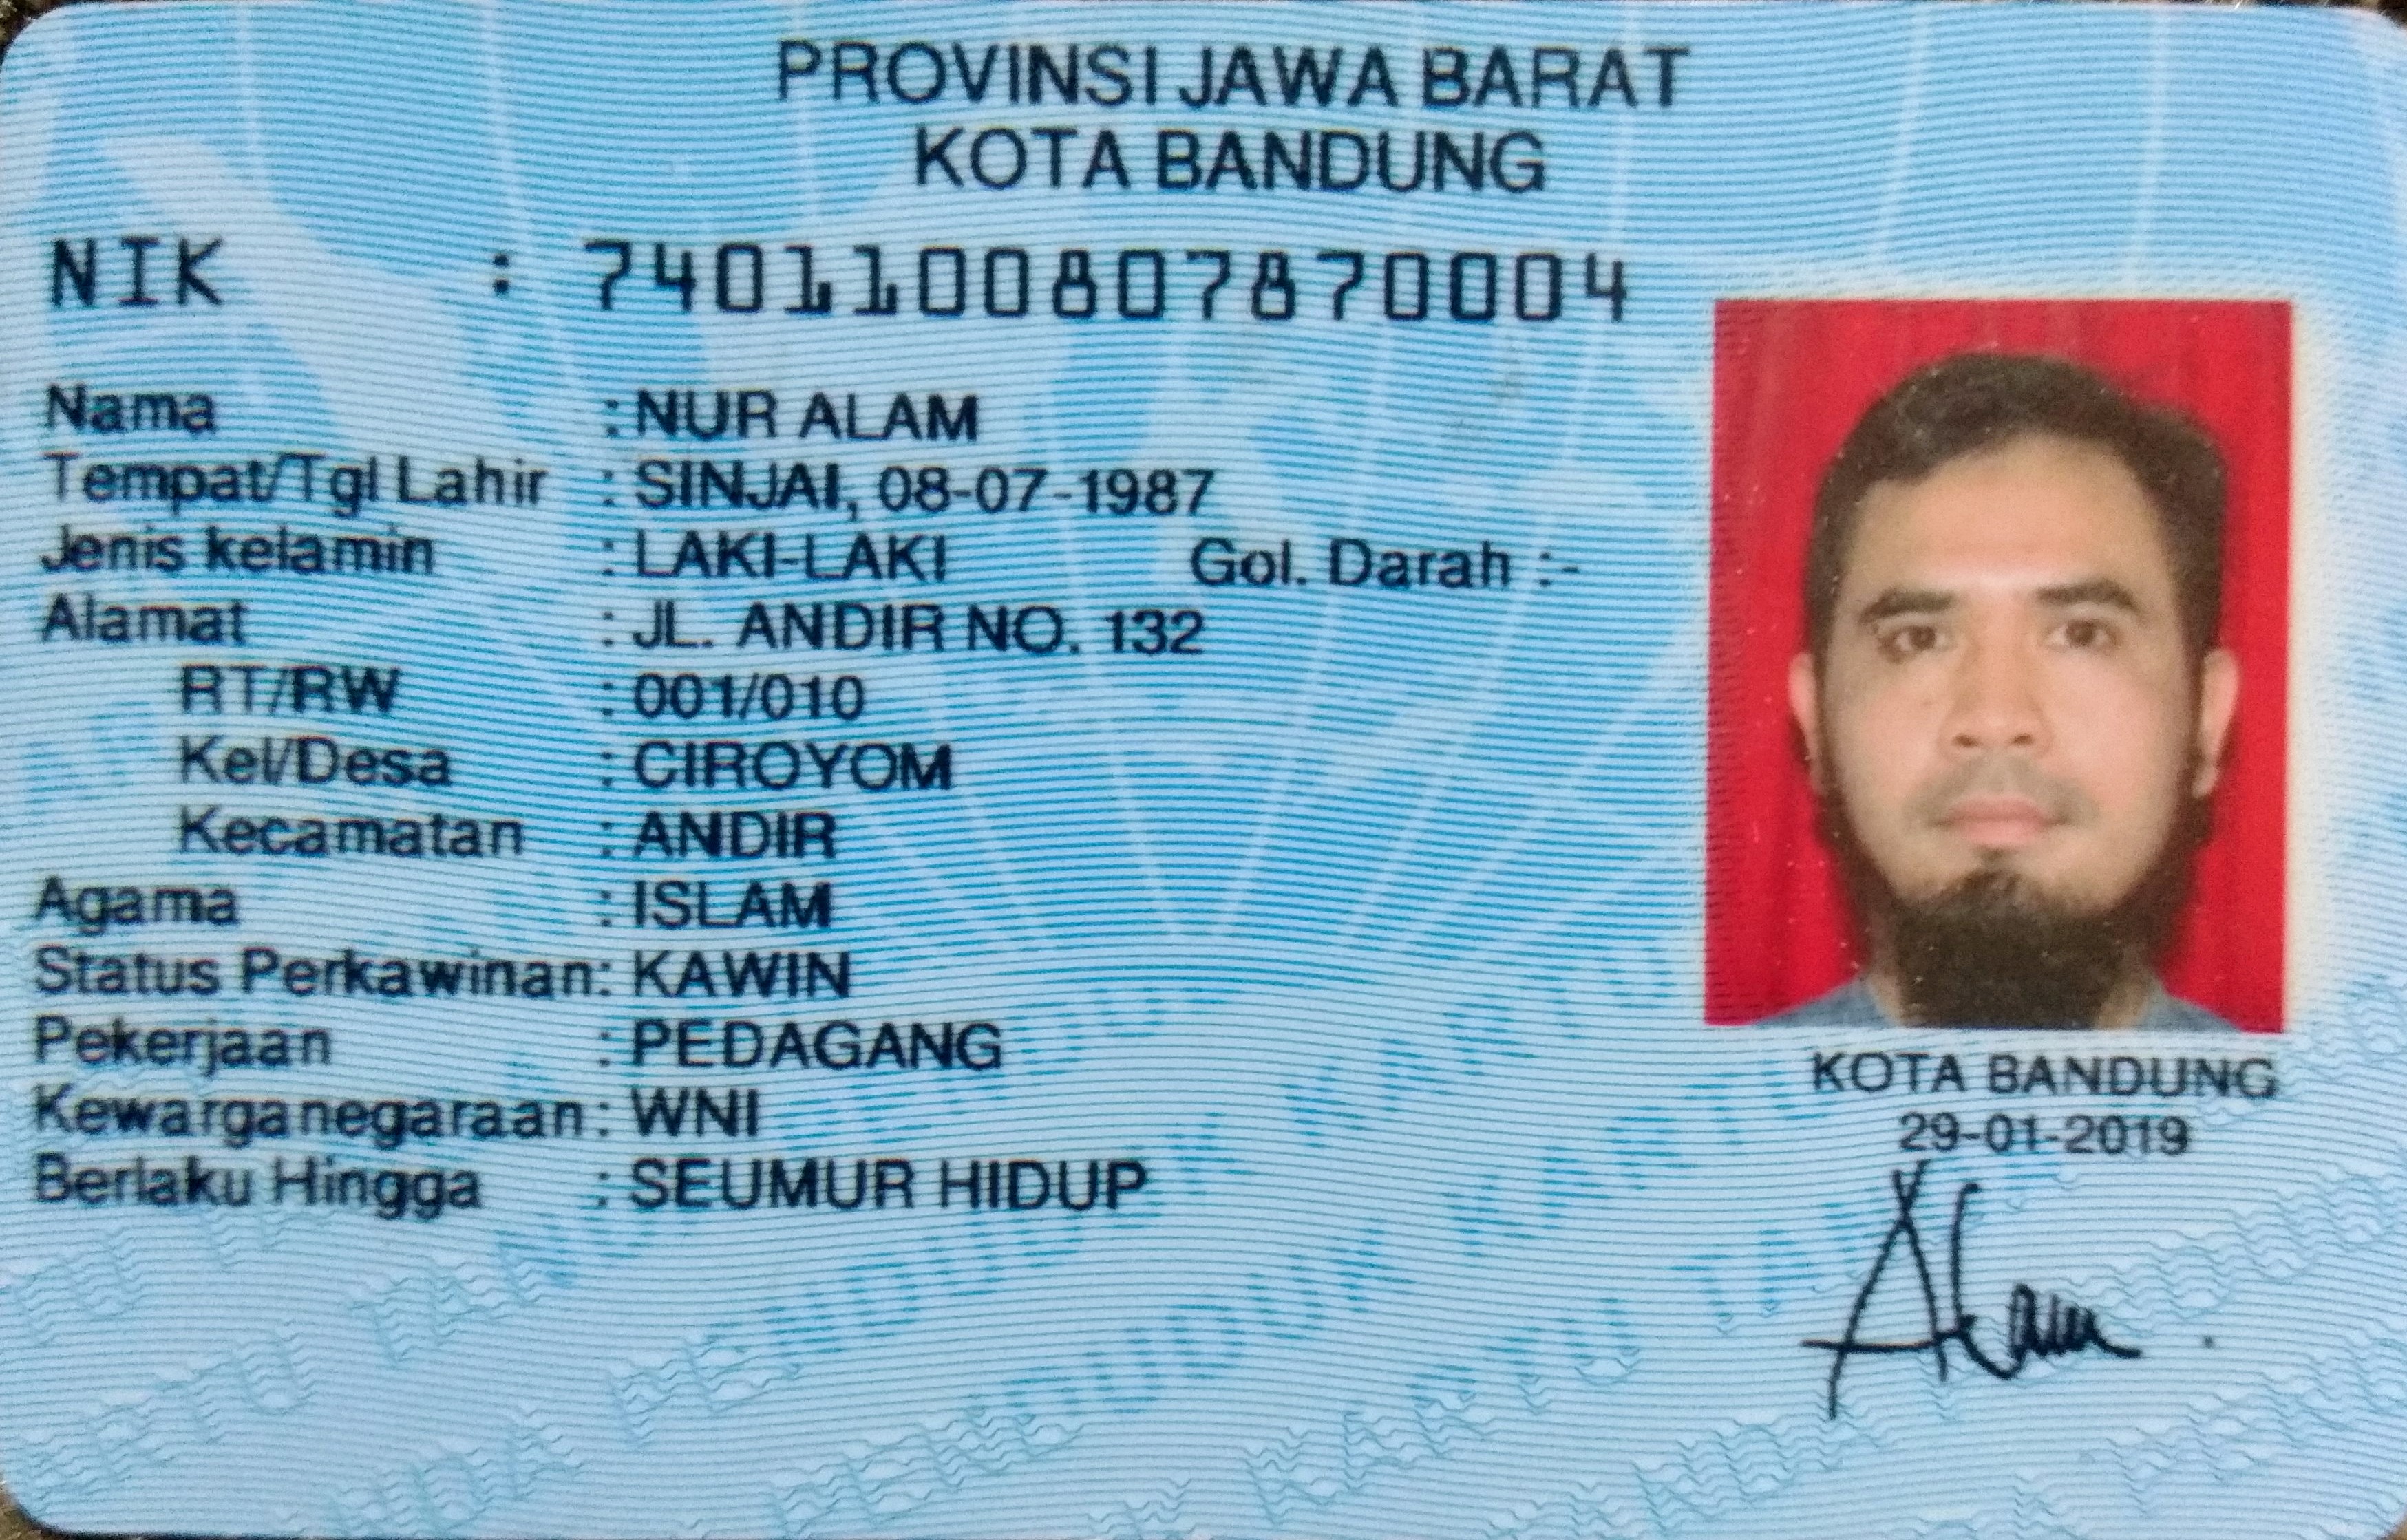 PROVINSI JAWA BARAT
KOTA BANDUNG
NIK : 7401100807870004
Nama : NUR ALAM
Tempat/Tgl Lahir : SINJAI, 08-07-1987
Jenis kelamin : LAKI-LAKI Gol. Darah :-
Alamat : JL. ANDIR NO. 132
RT/RW : 001/010
Kel/Desa : CIROYOM
Kecamatan : ANDIR
Agama : ISLAM
Status Perkawinan: KAWIN
Pekerjaan : PEDAGANG
Kewarganegaraan: WNI
Berlaku Hingga : SEUMUR HIDUP
KOTA BANDUNG
29-01-2019
Alam